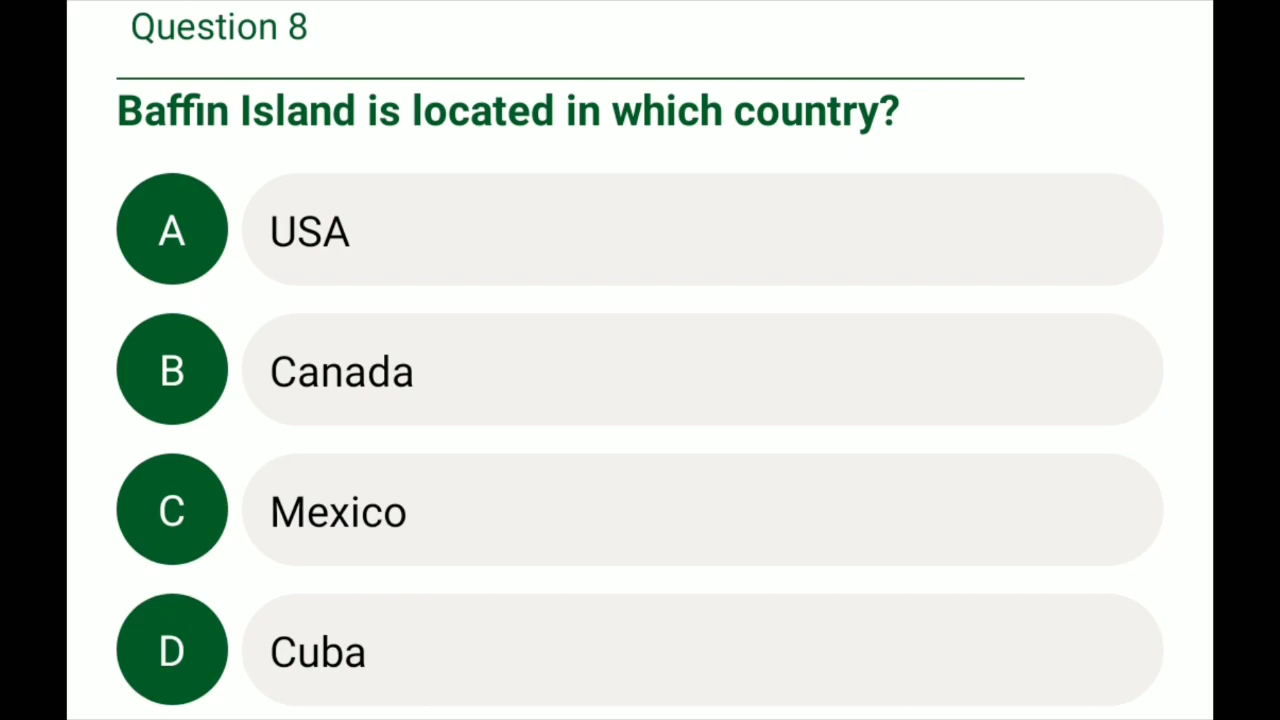 Question 8
Baffin Island is located in which country?
A USA
B Canada
C Mexico
D Cuba